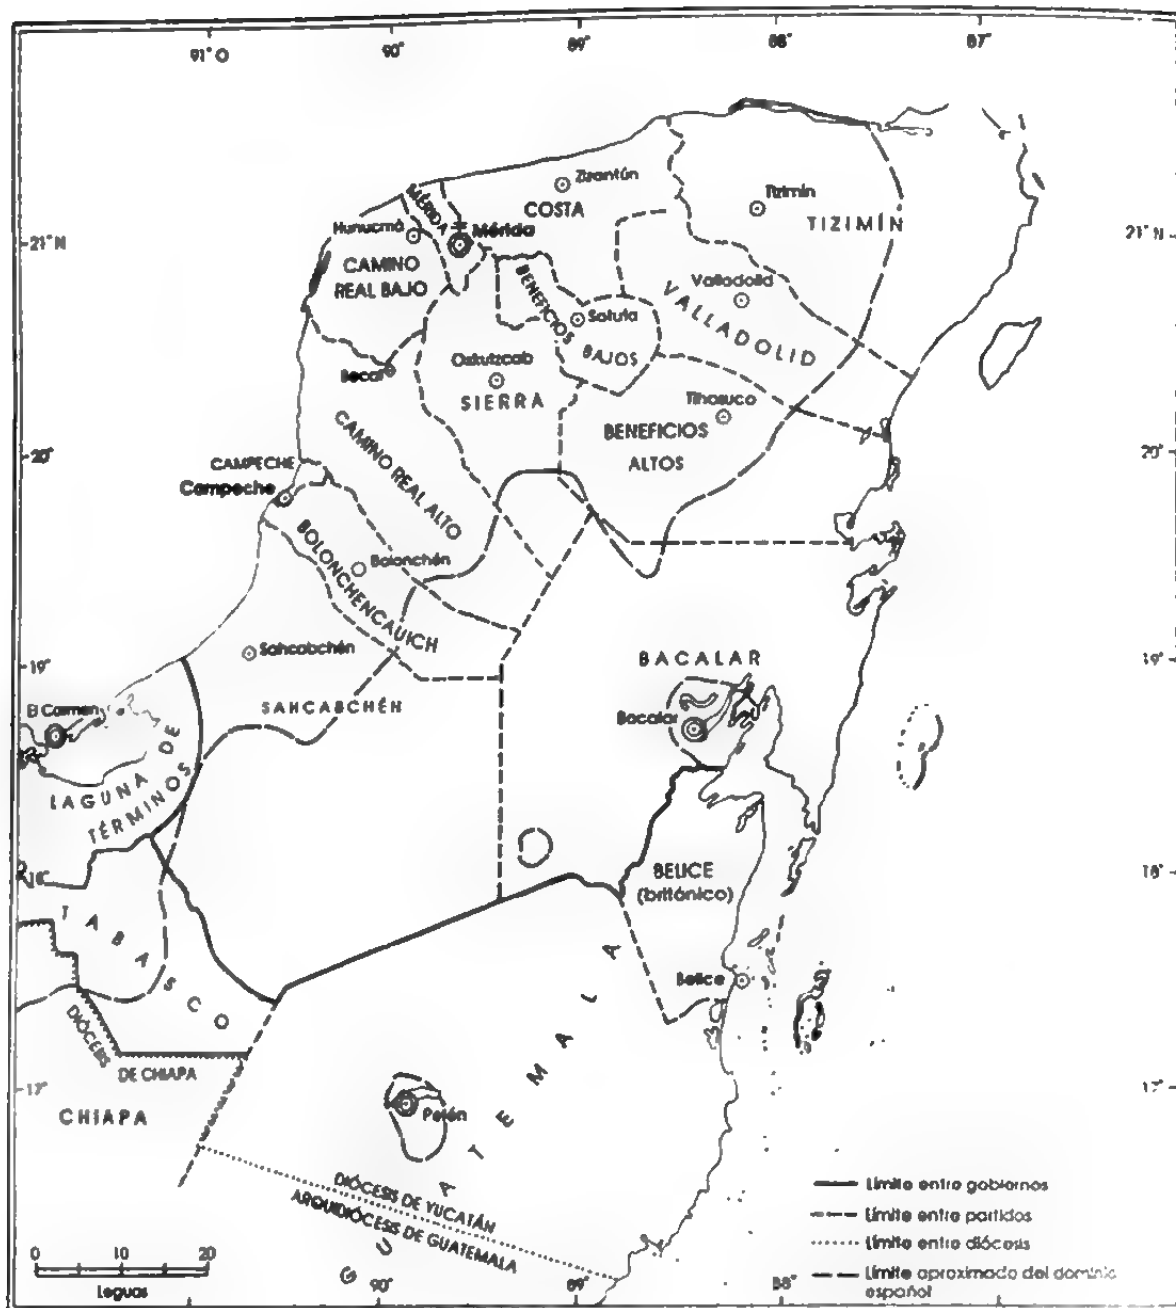 91° O
90°
89°
88°
87°
Zizantún
COSTA
MÉRIDA
Mérida
Hunucmá
CAMINO
REAL BAJO
Tizimín
TIZIMÍN
21° N
21° N
Valladolid
VALLADOLID
BENEFICIOS
BAJOS
Sotuta
Oxkutzcab
SIERRA
Becal
Tihosuco
BENEFICIOS
ALTOS
CAMINO REAL ALTO
20°
20°
CAMPECHE
Campeche
BOLONCHENCAUICH
Bolonchén
Sahcabchén
SAHCABCHÉN
19°
19°
BACALAR
Bacalar
El Carmen
LAGUNA DE
TÉRMINOS
18°
18°
BELICE
(británico)
Belice
TABASCO
DIÓCESIS
DE CHIAPA
CHIAPA
17°
17°
Petén
GUATEMALA
DIÓCESIS DE YUCATÁN
ARQUIDIÓCESIS DE GUATEMALA
Límite entre gobiernos
Límite entre partidos
Límite entre diócesis
Límite aproximado del dominio
español
0 10 20
Leguas
90°
89°
88°